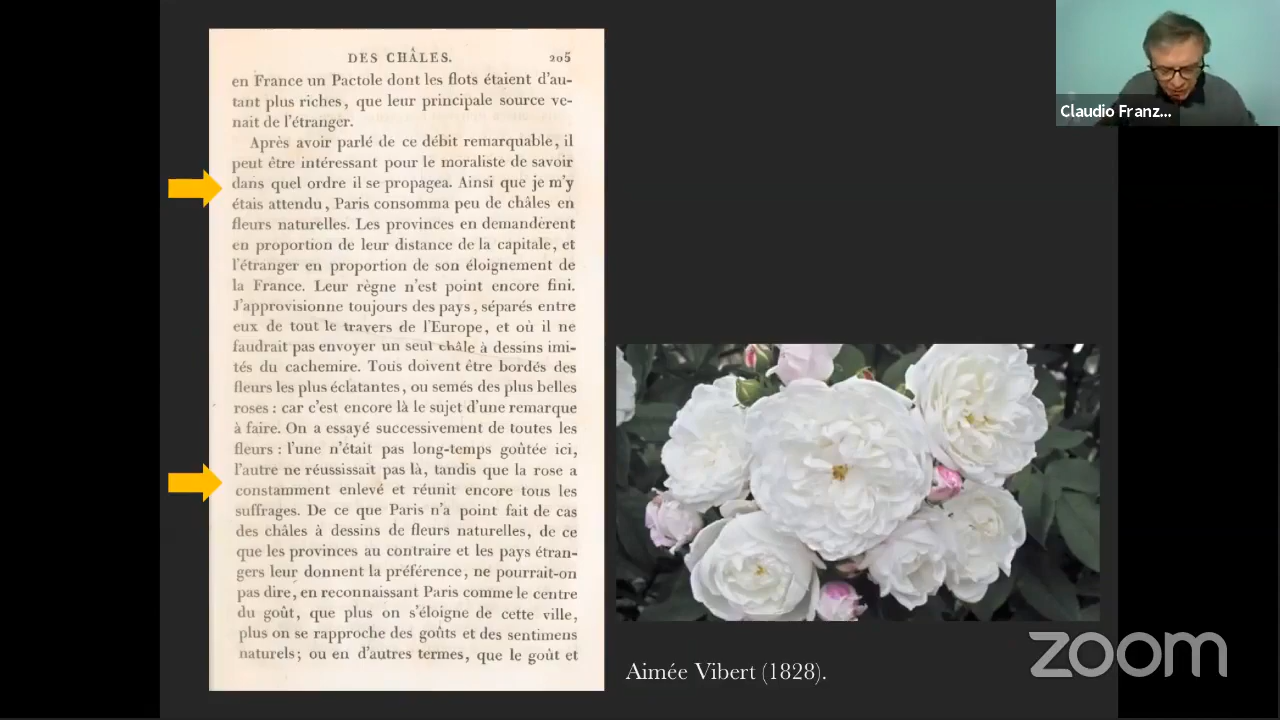 DES CHÂLES. 205
en France un Pactole dont les flots étaient d'au-
tant plus riches, que leur principale source ve-
nait de l'étranger.
Après avoir parlé de ce débit remarquable, il
peut être intéressant pour le moraliste de savoir
dans quel ordre il se propagea. Ainsi que je m'y
étais attendu, Paris consomma peu de châles en
fleurs naturelles. Les provinces en demandèrent
en proportion de leur distance de la capitale, et
l'étranger en proportion de son éloignement de
la France. Leur règne n'est point encore fini.
J'approvisionne toujours des pays, séparés entre
eux de tout le travers de l'Europe, et où il ne
faudrait pas envoyer un seul châle à dessins imi-
tés du cachemire. Tous doivent être bordés des
fleurs les plus éclatantes, ou semés des plus belles
roses : car c'est encore là le sujet d'une remarque
à faire. On a essayé successivement de toutes les
fleurs : l'une n'était pas long-temps goûtée ici,
l'autre ne réussissait pas là, tandis que la rose a
constamment enlevé et réunit encore tous les
suffrages. De ce que Paris n'a point fait de cas
des châles à dessins de fleurs naturelles, de ce
que les provinces au contraire et les pays étran-
gers leur donnent la préférence, ne pourrait-on
pas dire, en reconnaissant Paris comme le centre
du goût, que plus on s'éloigne de cette ville,
plus on se rapproche des goûts et des sentimens
naturels; ou en d'autres termes, que le goût et
Aimée Vibert (1828).
Claudio Franz...
zoom